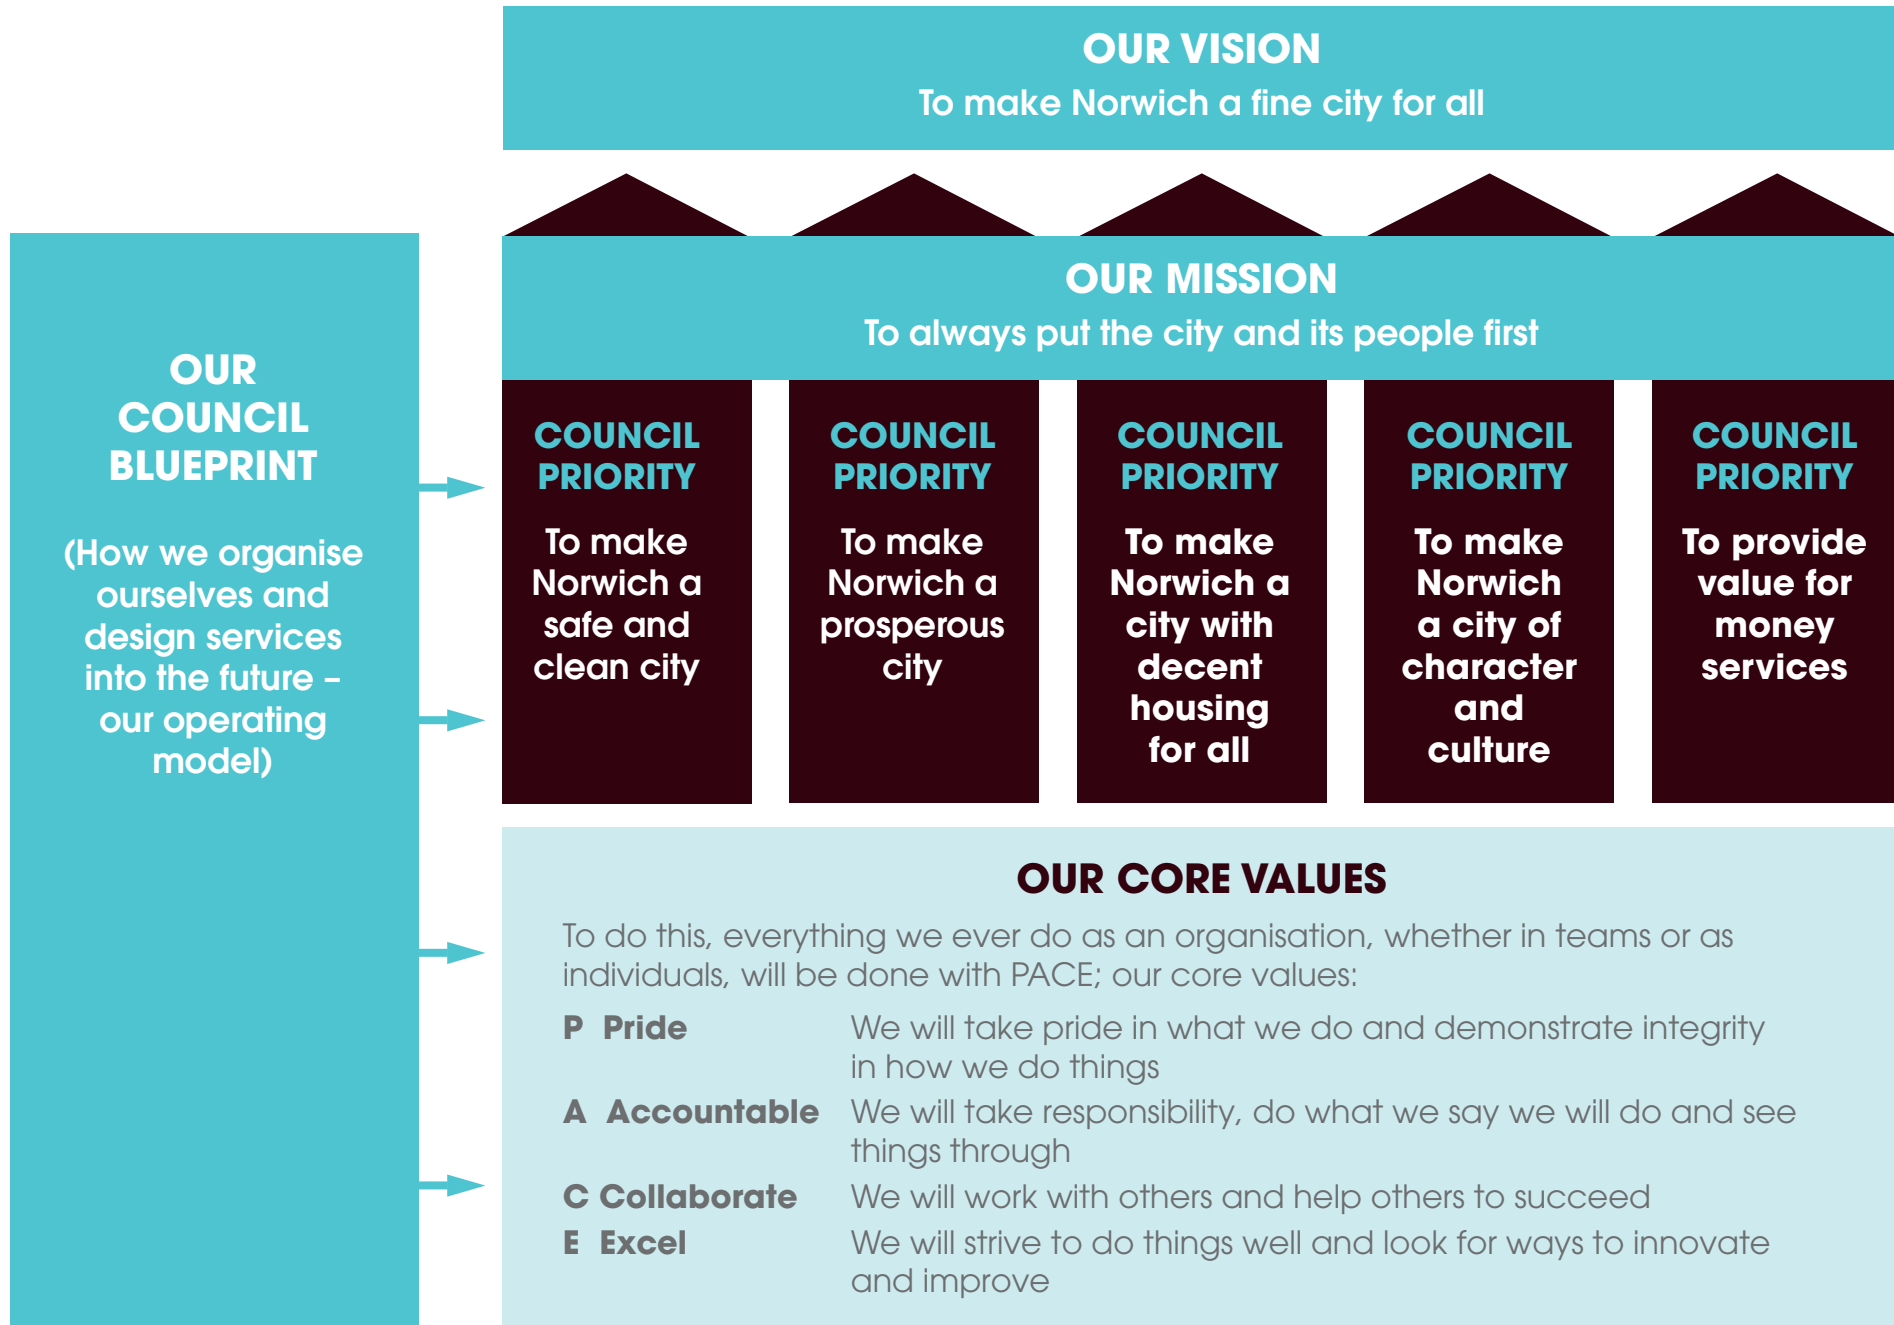 OUR VISION
To make Norwich a fine city for all
OUR MISSION
To always put the city and its people first
OUR
COUNCIL
BLUEPRINT
(How we organise
ourselves and
design services
into the future –
our operating
model)
COUNCIL
PRIORITY
To make
Norwich a
safe and
clean city
COUNCIL
PRIORITY
To make
Norwich a
prosperous
city
COUNCIL
PRIORITY
To make
Norwich a
city with
decent
housing
for all
COUNCIL
PRIORITY
To make
Norwich
a city of
character
and
culture
COUNCIL
PRIORITY
To provide
value for
money
services
OUR CORE VALUES
To do this, everything we ever do as an organisation, whether in teams or as
individuals, will be done with PACE; our core values:
P Pride We will take pride in what we do and demonstrate integrity
in how we do things
A Accountable We will take responsibility, do what we say we will do and see
things through
C Collaborate We will work with others and help others to succeed
E Excel We will strive to do things well and look for ways to innovate
and improve